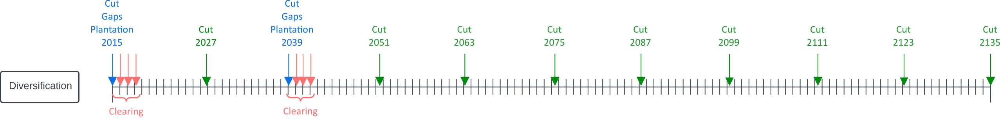 Cut
Gaps
Plantation
2015
Cut
2027
Cut
Gaps
Plantation
2039
Cut
2051
Cut
2063
Cut
2075
Cut
2087
Cut
2099
Cut
2111
Cut
2123
Cut
2135
Diversification
Clearing
Clearing